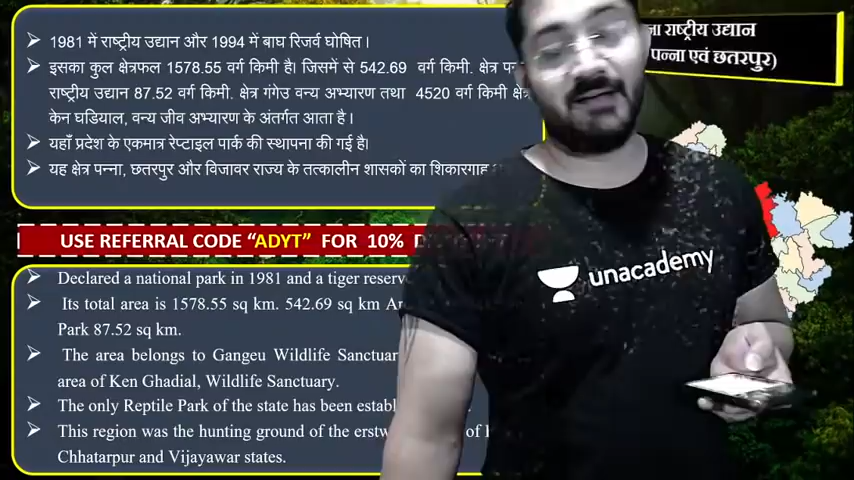 ना राष्ट्रीय उद्यान
पन्ना एवं छतरपुर)
➢ 1981 में राष्ट्रीय उद्यान और 1994 में बाघ रिजर्व घोषित।
➢ इसका कुल क्षेत्रफल 1578.55 वर्ग किमी है। जिसमें से 542.69 वर्ग किमी. क्षेत्र
राष्ट्रीय उद्यान 87.52 वर्ग किमी. क्षेत्र गंगेउ वन्य अभ्यारण तथा 4520 वर्ग किमी
केन घडियाल, वन्य जीव अभ्यारण के अंतर्गत आता है।
➢ यहाँ प्रदेश के एकमात्र रेप्टाइल पार्क की स्थापना की गई है।
➢ यह क्षेत्र पन्ना, छतरपुर और विजावर राज्य के तत्कालीन शासकों का शिकारगाह
USE REFERRAL CODE “ADYT” FOR 10%
➢ Declared a national park in 1981 and a tiger reserv
➢ Its total area is 1578.55 sq km. 542.69 sq km
Park 87.52 sq km.
➢ The area belongs to Gangeu Wildlife Sanctuar
area of Ken Ghadial, Wildlife Sanctuary.
➢ The only Reptile Park of the state has been establ
➢ This region was the hunting ground of the erstw of
Chhatarpur and Vijayawar states.
unacademy